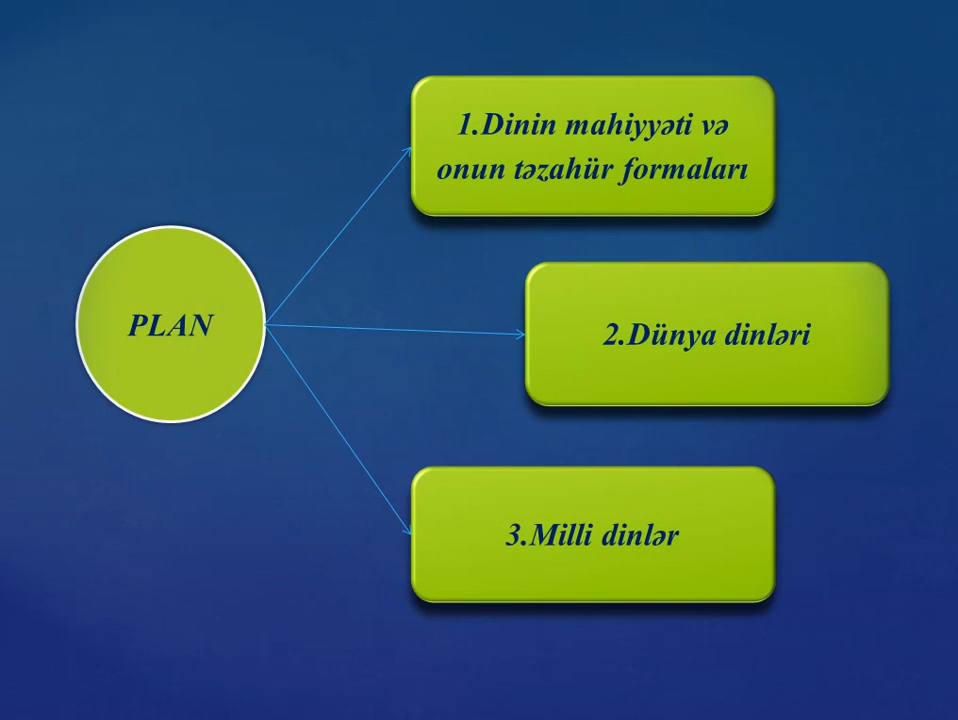 PLAN
1.Dinin mahiyyəti və
onun təzahür formaları
2.Dünya dinləri
3.Milli dinlər